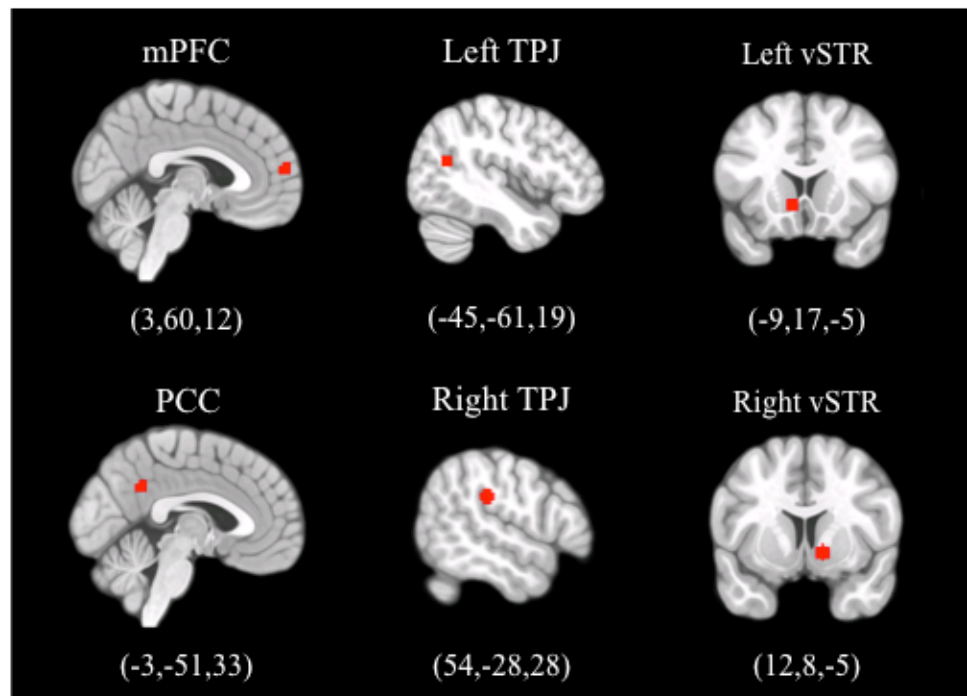 mPFC
Left TPJ
Left vSTR
(3,60,12)
(-45,-61,19)
(-9,17,-5)
PCC
Right TPJ
Right vSTR
(-3,-51,33)
(54,-28,28)
(12,8,-5)